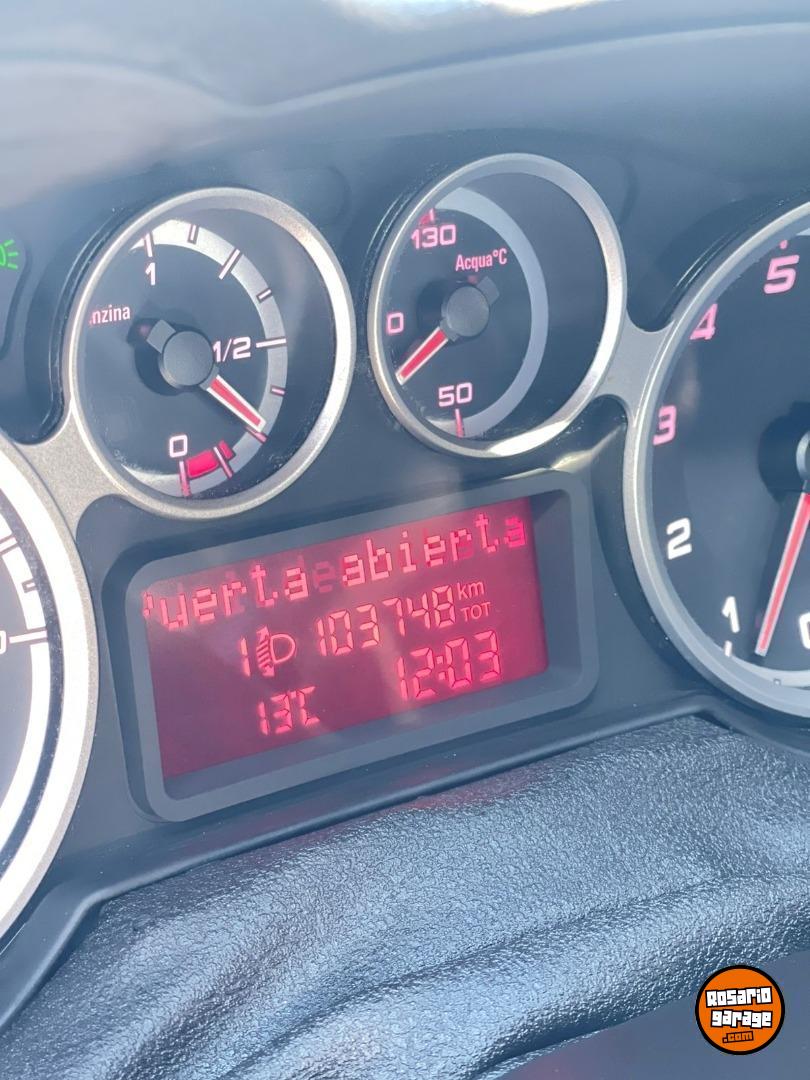 130
Acqua°C
1
nzina
1/2
0
50
0
5
4
3
2
1
Puerta abierta
1 103748 km TOT
13°C 12:03
Rosario
garage
.com